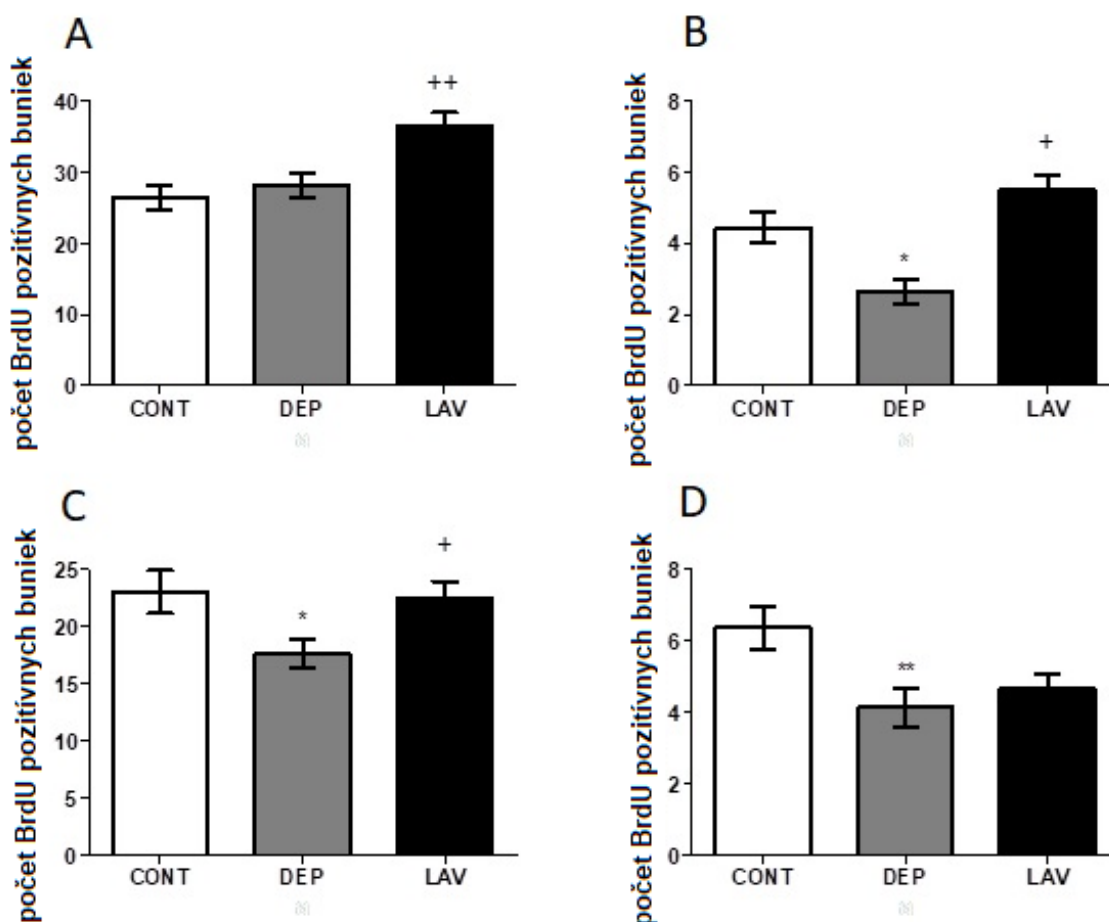 A
počet BrdU pozitívnych buniek
40
30
20
10
0
++
CONT DEP LAV
B
počet BrdU pozitívnych buniek
8
6
4
2
0
*
+
CONT DEP LAV
C
počet BrdU pozitívnych buniek
25
20
15
10
5
0
*
+
CONT DEP LAV
D
počet BrdU pozitívnych buniek
8
6
4
2
0
**
CONT DEP LAV